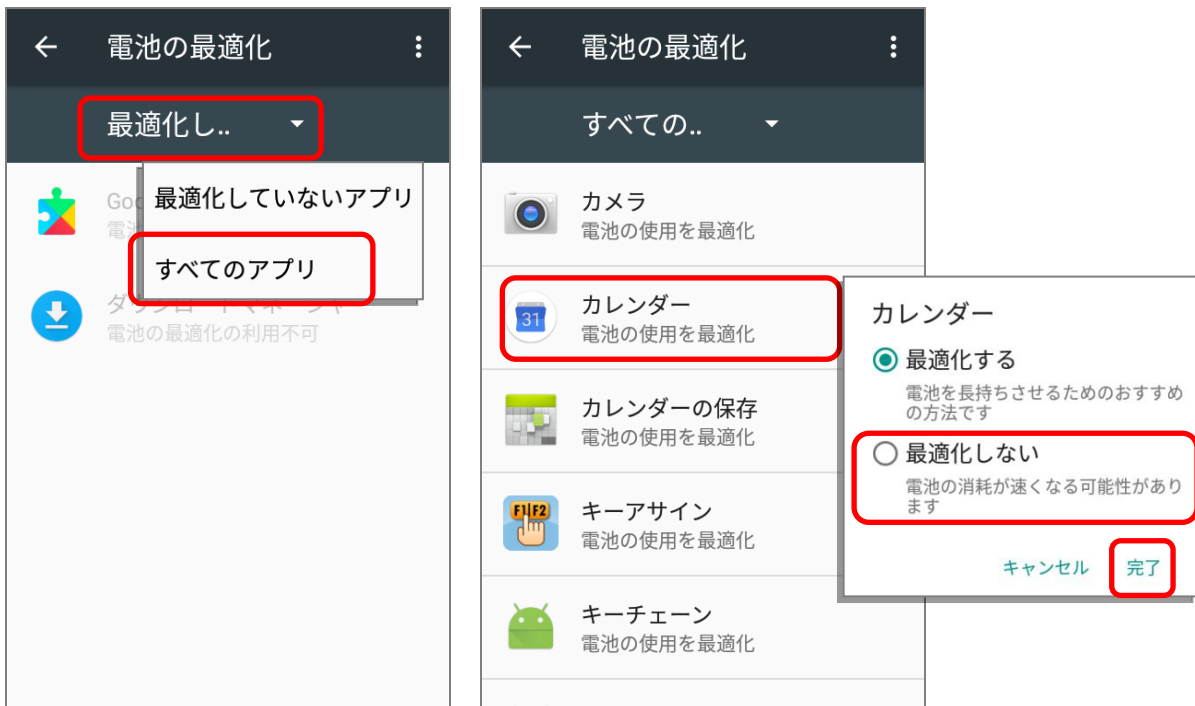 電池の最適化
最適化し..
最適化していないアプリ
すべてのアプリ
電池の最適化の利用不可
電池の最適化
すべての..
カメラ
電池の使用を最適化
31
カレンダー
電池の使用を最適化
カレンダーの保存
電池の使用を最適化
F1 F2
キーアサイン
電池の使用を最適化
キーチェーン
電池の使用を最適化
カレンダー
最適化する
電池を長持ちさせるためのおすすめ
の方法です
最適化しない
電池の消耗が速くなる可能性があり
ます
キャンセル
完了